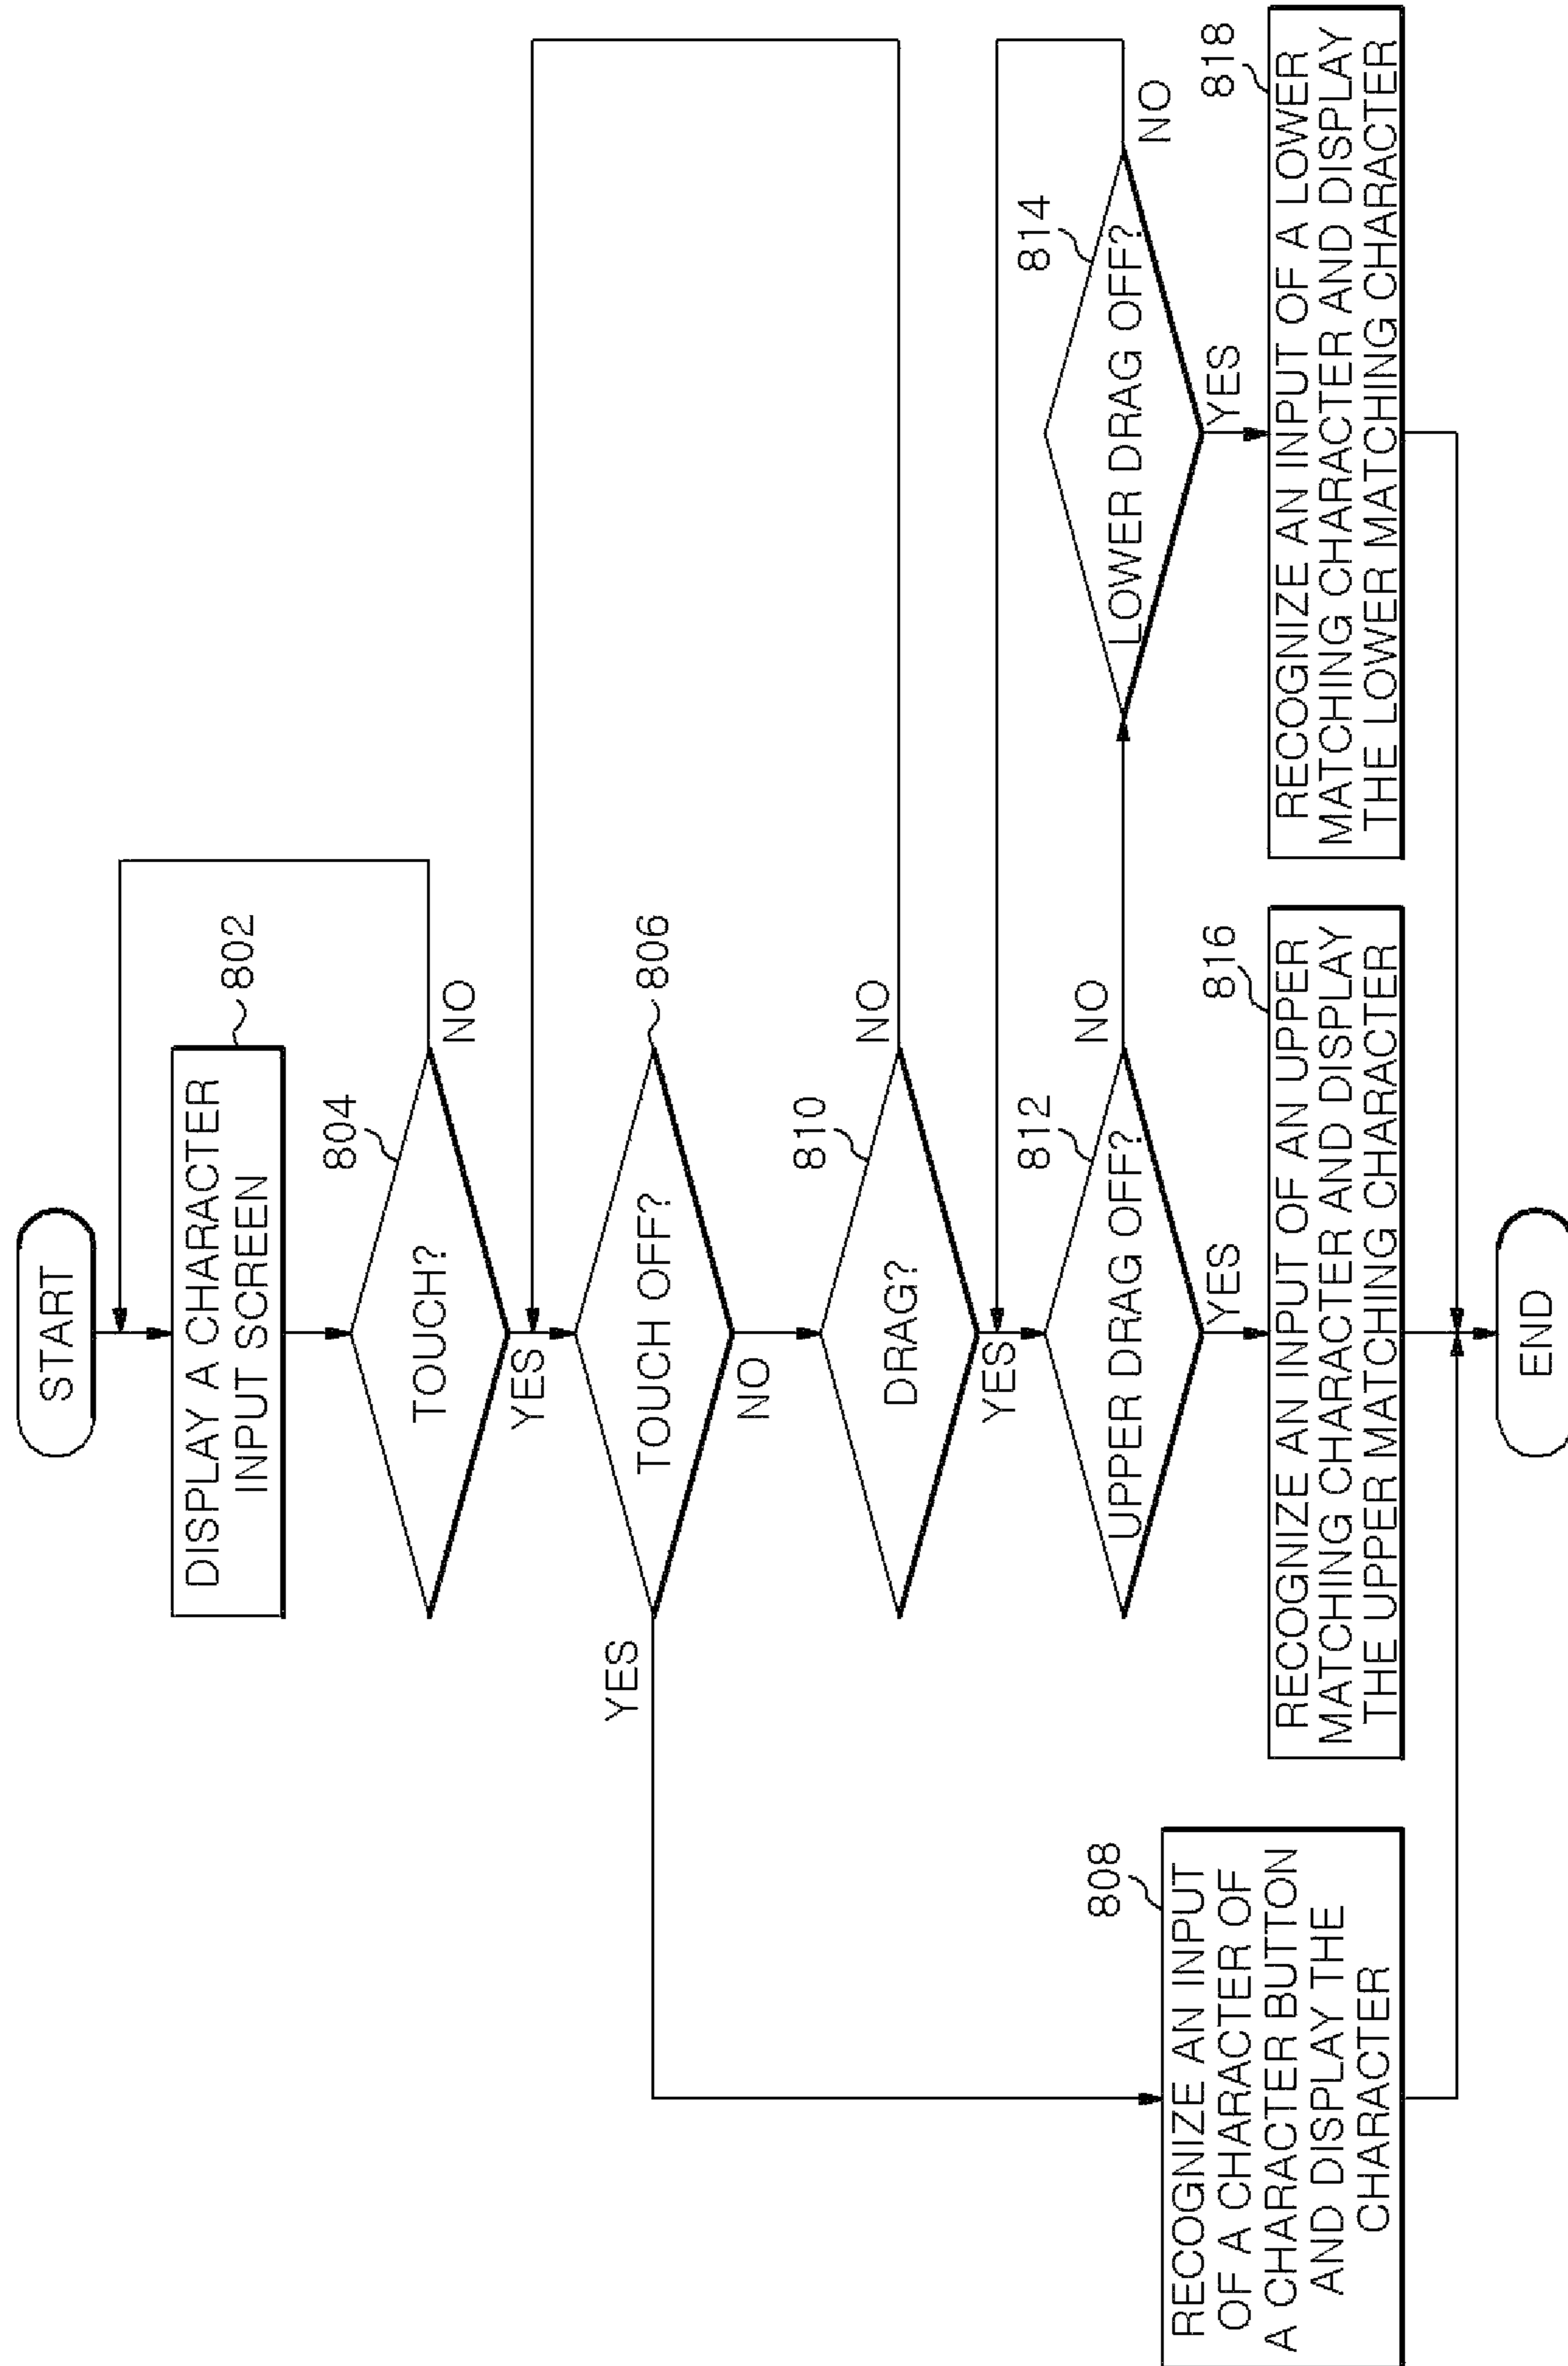 START
DISPLAY A CHARACTER
INPUT SCREEN
802
804
TOUCH?
NO
YES
806
TOUCH OFF?
YES
NO
810
DRAG?
NO
YES
812
UPPER DRAG OFF?
NO
YES
814
LOWER DRAG OFF?
NO
YES
808
RECOGNIZE AN INPUT
OF A CHARACTER OF
A CHARACTER BUTTON
AND DISPLAY THE
CHARACTER
816
RECOGNIZE AN INPUT OF AN UPPER
MATCHING CHARACTER AND DISPLAY
THE UPPER MATCHING CHARACTER
818
RECOGNIZE AN INPUT OF A LOWER
MATCHING CHARACTER AND DISPLAY
THE LOWER MATCHING CHARACTER
END